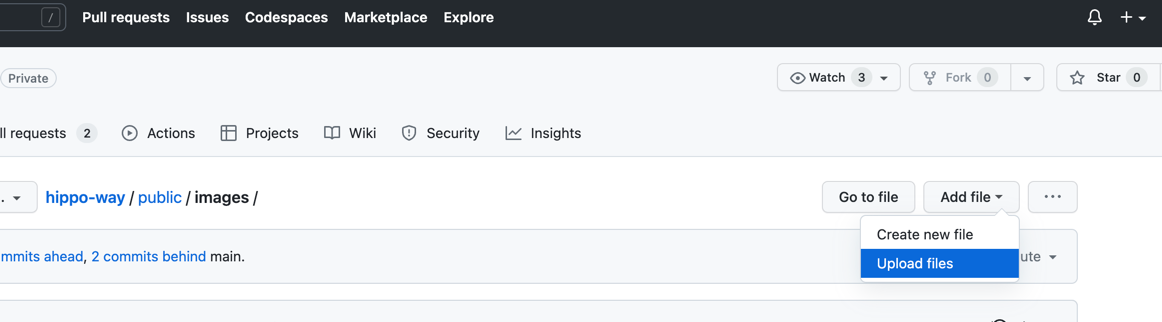 / Pull requests Issues Codespaces Marketplace Explore
Private Watch 3 Fork 0 Star 0
ll requests 2 Actions Projects Wiki Security Insights
. hippo-way / public / images / Go to file Add file ...
Create new file
mmits ahead, 2 commits behind main. ute
Upload files